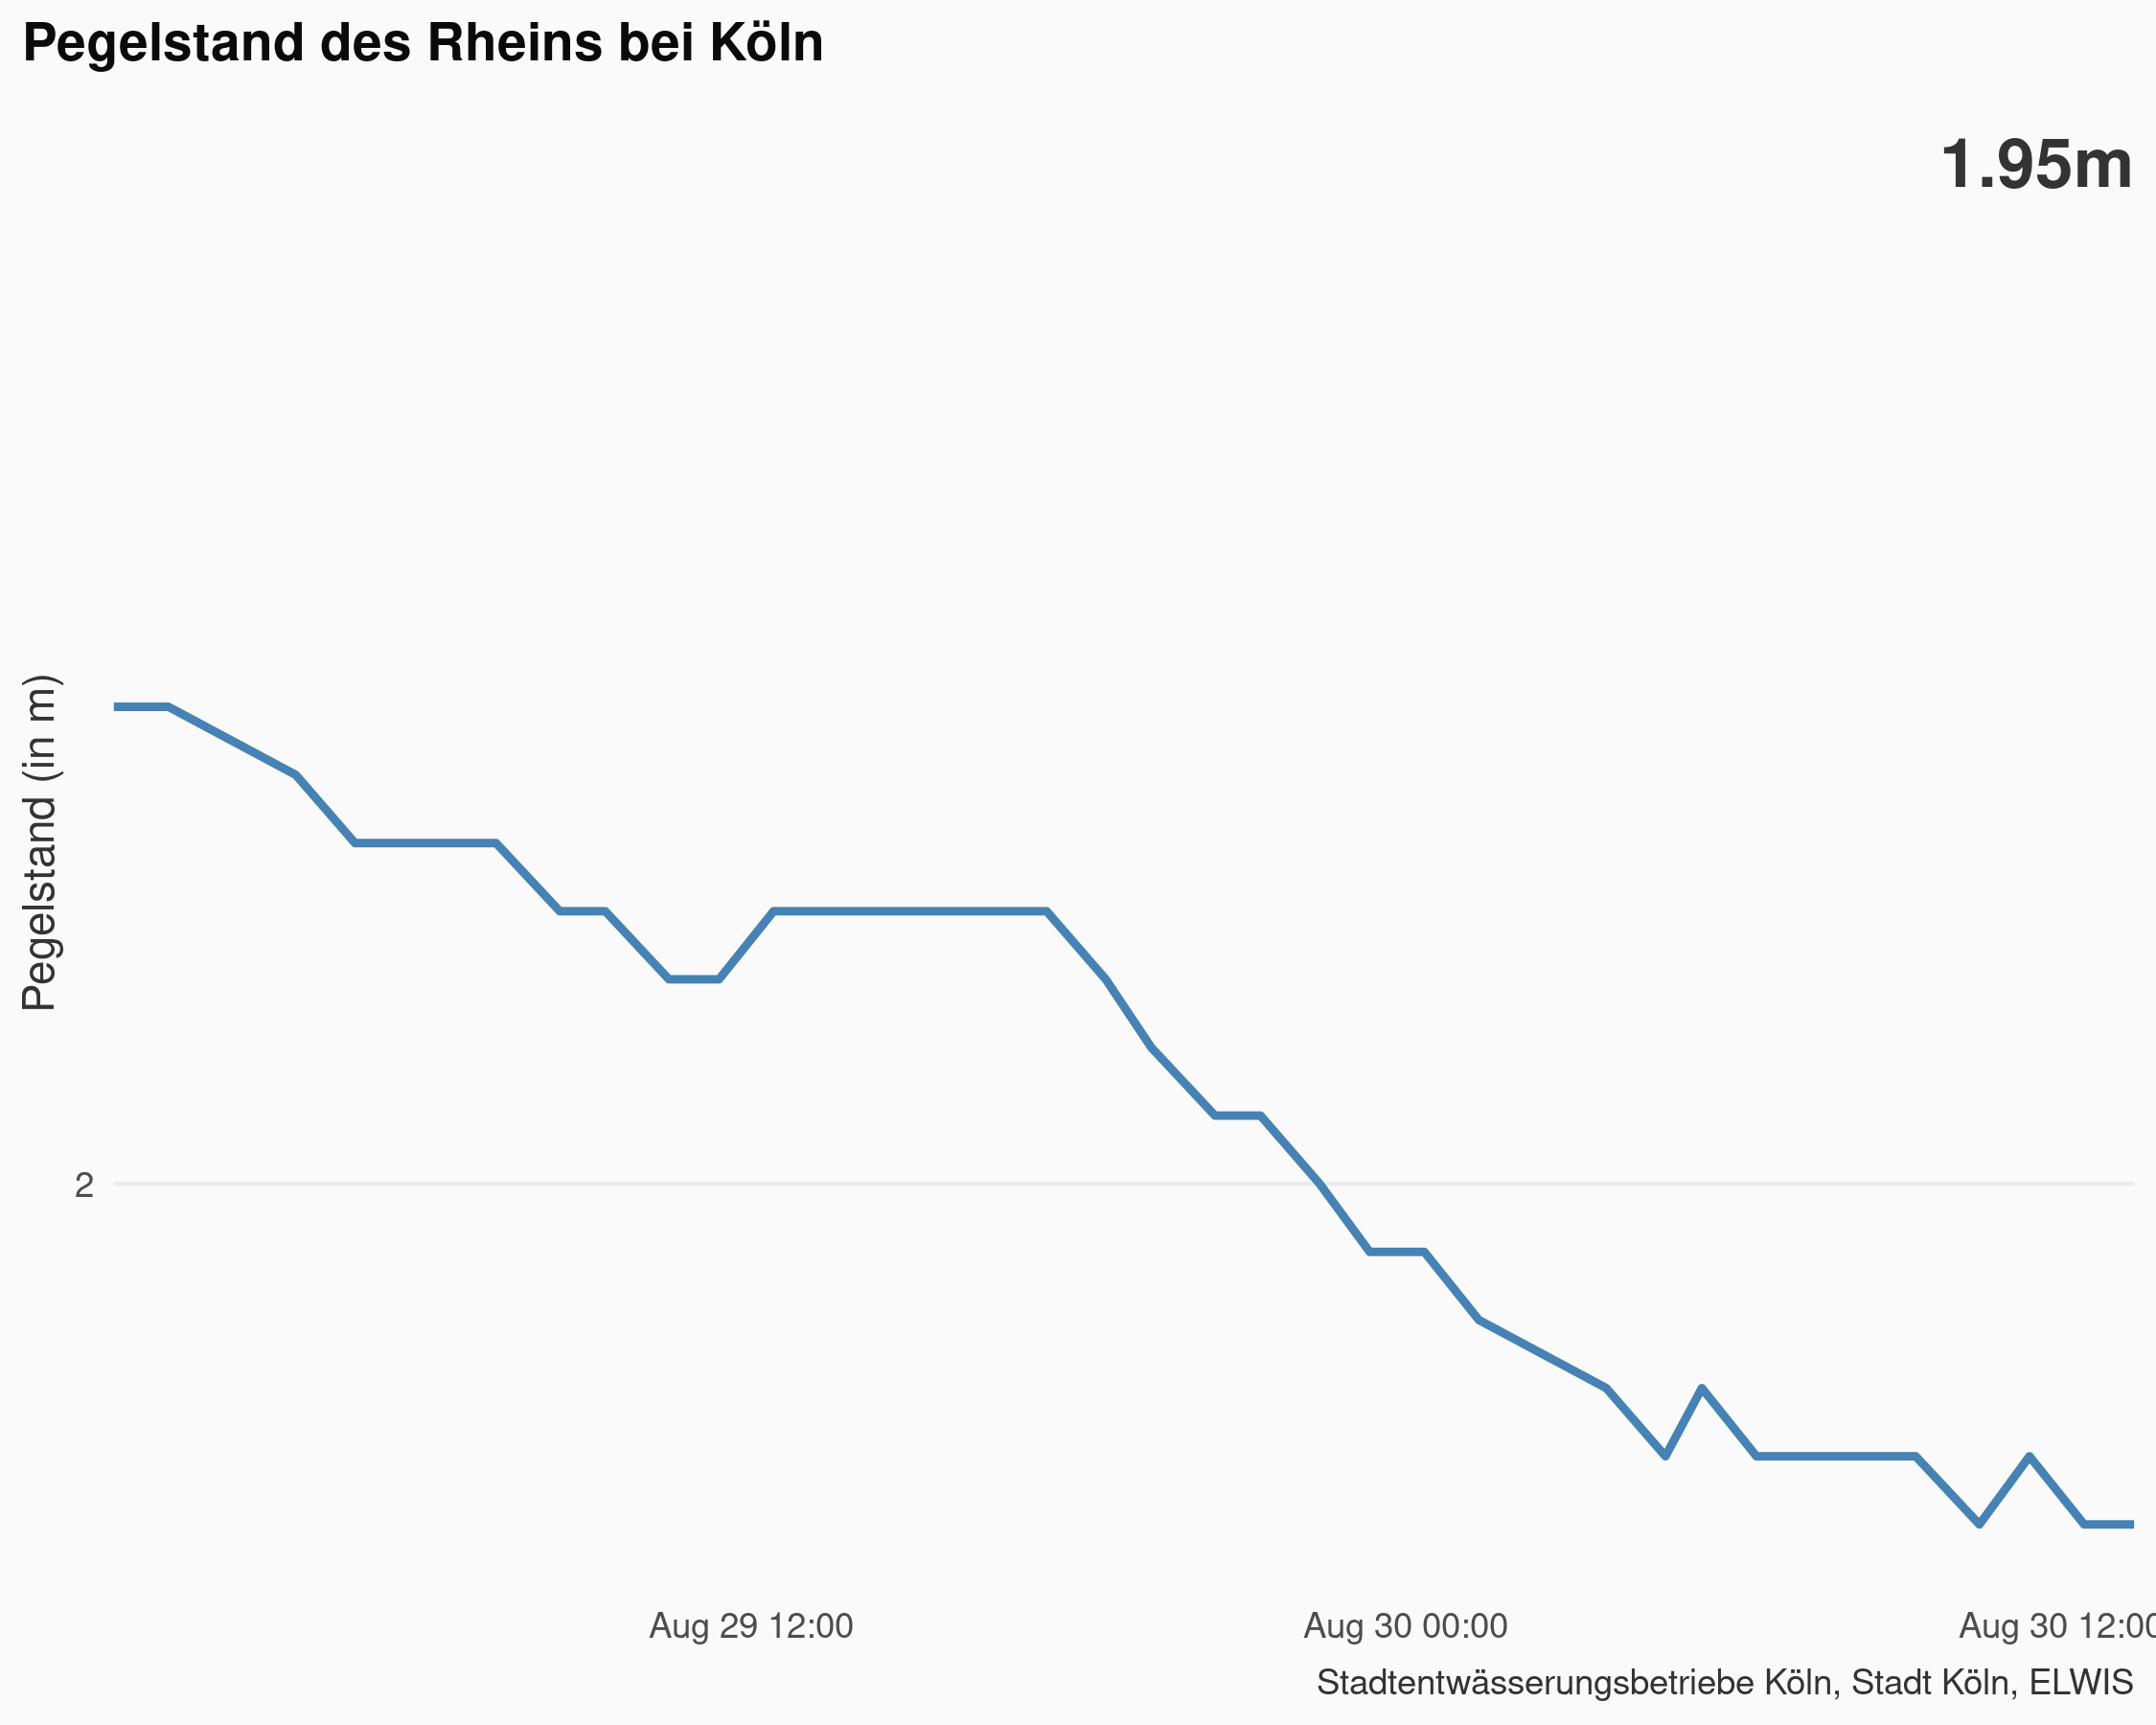 Pegelstand des Rheins bei Köln
1.95m
Pegelstand (in m)
2
Aug 29 12:00
Aug 30 00:00
Aug 30 12:00
Stadtentwässerungsbetriebe Köln, Stadt Köln, ELWIS